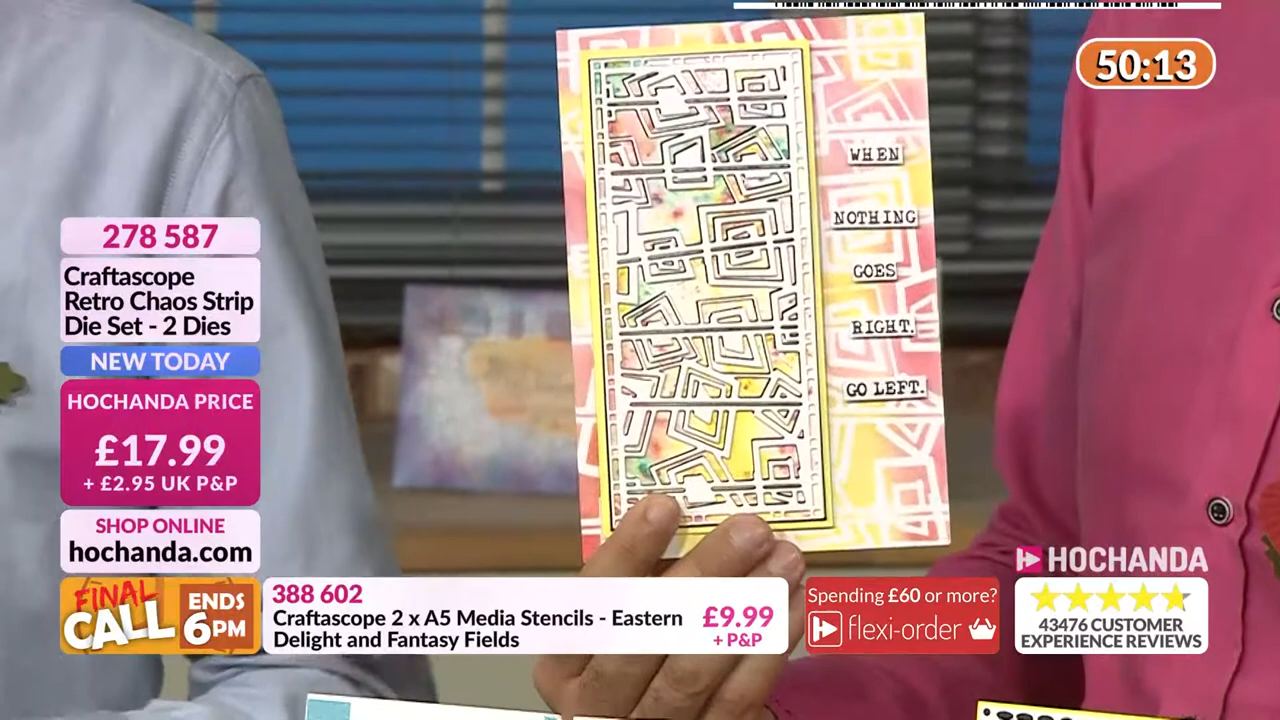 50:13
WHEN
NOTHING
GOES
RIGHT.
GO LEFT.
278 587
Craftascope
Retro Chaos Strip
Die Set - 2 Dies
NEW TODAY
HOCHANDA PRICE
£17.99
+ £2.95 UK P&P
SHOP ONLINE
hochanda.com
FINAL
CALL
ENDS
6PM
388 602
Craftascope 2 x A5 Media Stencils - Eastern
Delight and Fantasy Fields
£9.99
+ P&P
Spending £60 or more?
flexi-order
HOCHANDA
43476 CUSTOMER
EXPERIENCE REVIEWS